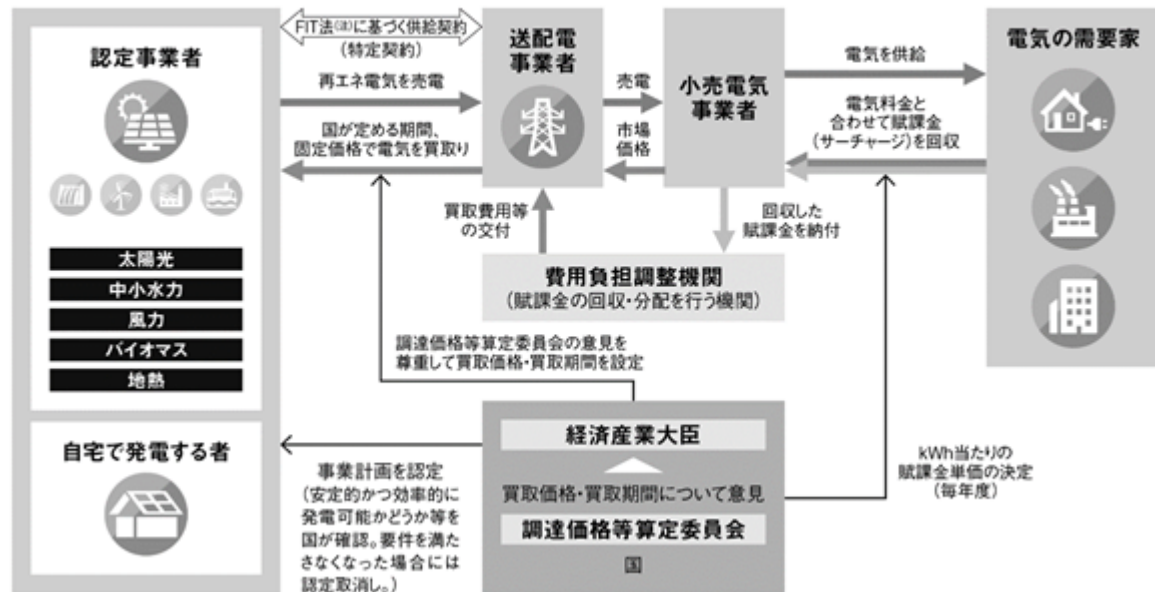 認定事業者
太陽光
中小水力
風力
バイオマス
地熱
自宅で発電する者
FIT法(注)に基づく供給契約
(特定契約)
再エネ電気を売電
国が定める期間、
固定価格で電気を買取り
送配電
事業者
売電
市場
価格
小売電気
事業者
電気を供給
電気料金と
合わせて賦課金
(サーチャージ)を回収
電気の需要家
買取費用等
の交付
回収した
賦課金を納付
費用負担調整機関
(賦課金の回収・分配を行う機関)
調達価格等算定委員会の意見を
尊重して買取価格・買取期間を設定
経済産業大臣
買取価格・買取期間について意見
調達価格等算定委員会
国
事業計画を認定
(安定的かつ効率的に
発電可能かどうか等を
国が確認。要件を満た
さなくなった場合には
認定取消し。)
kWh当たりの
賦課金単価の決定
(毎年度)